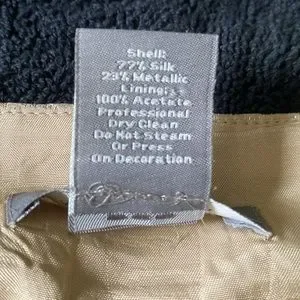 Shell:
77% Silk
23% Metallic
Lining:
100% Acetate
Professional
Dry Clean
Do Not Steam
Or Press
On Decoration